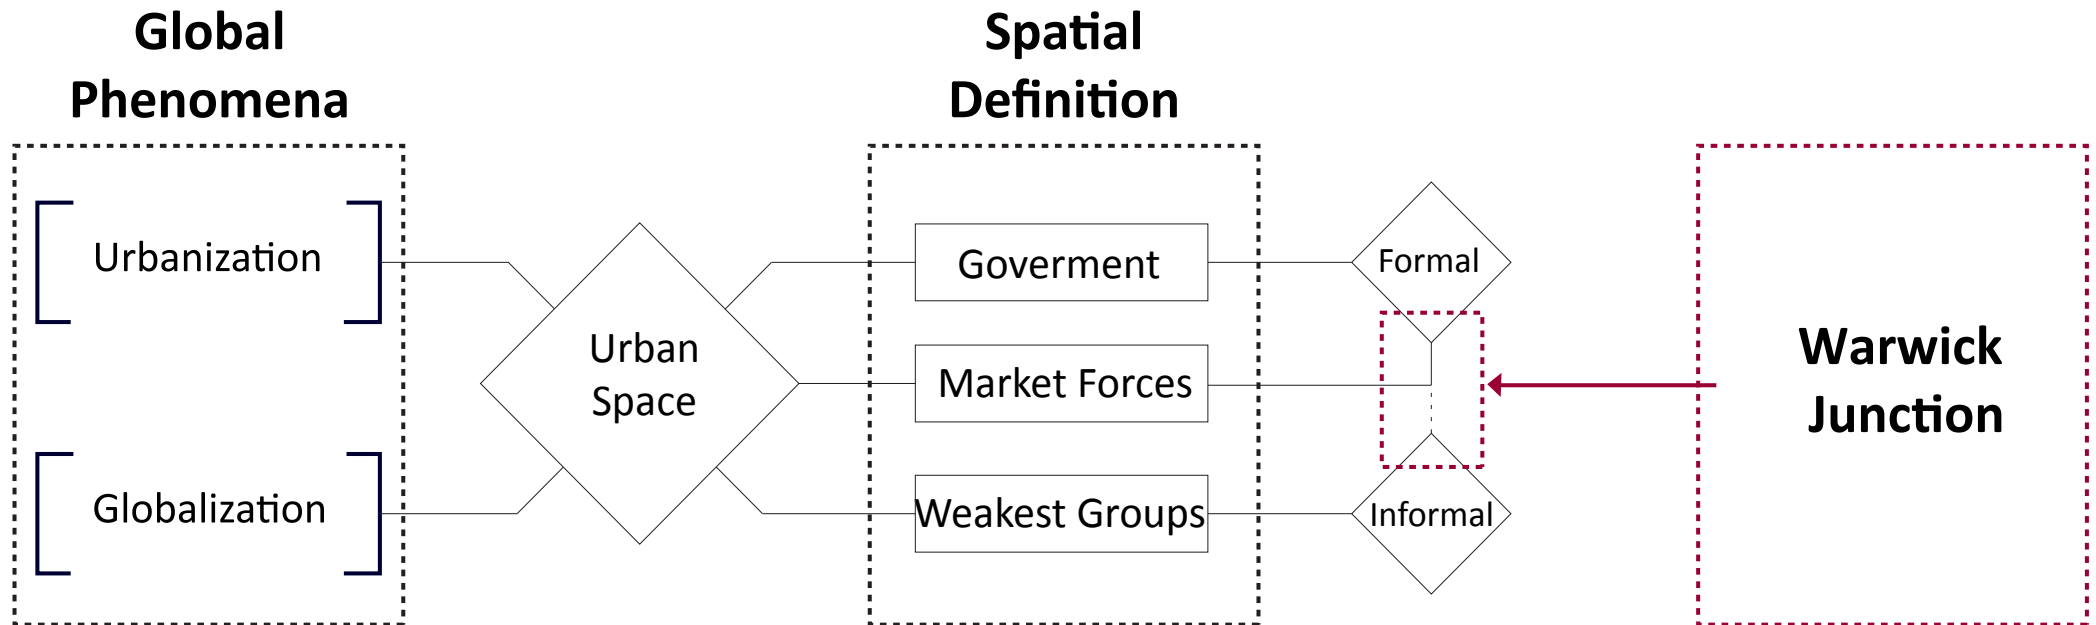 Global
Phenomena
Urbanization
Globalization
Urban
Space
Spatial
Definition
Goverment
Market Forces
Weakest Groups
Formal
Informal
Warwick
Junction